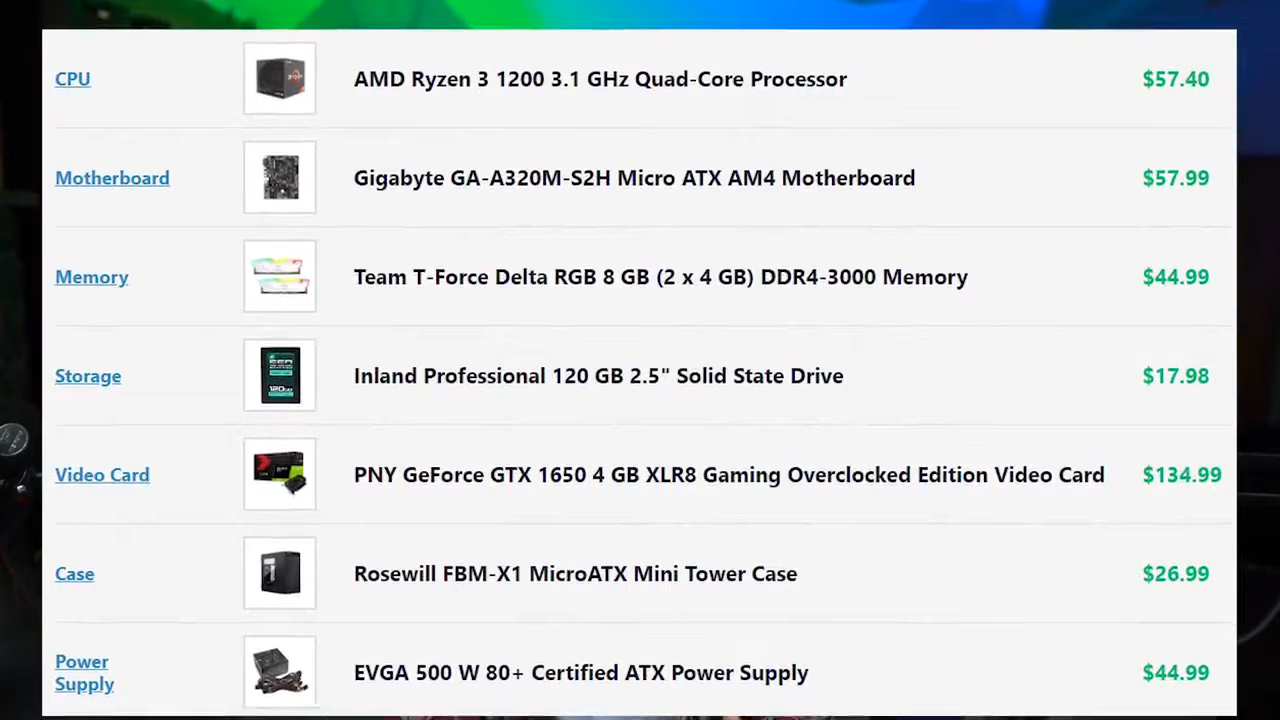 CPU AMD Ryzen 3 1200 3.1 GHz Quad-Core Processor $57.40
Motherboard Gigabyte GA-A320M-S2H Micro ATX AM4 Motherboard $57.99
Memory Team T-Force Delta RGB 8 GB (2 x 4 GB) DDR4-3000 Memory $44.99
Storage Inland Professional 120 GB 2.5" Solid State Drive $17.98
Video Card PNY GeForce GTX 1650 4 GB XLR8 Gaming Overclocked Edition Video Card $134.99
Case Rosewill FBM-X1 MicroATX Mini Tower Case $26.99
Power
Supply EVGA 500 W 80+ Certified ATX Power Supply $44.99